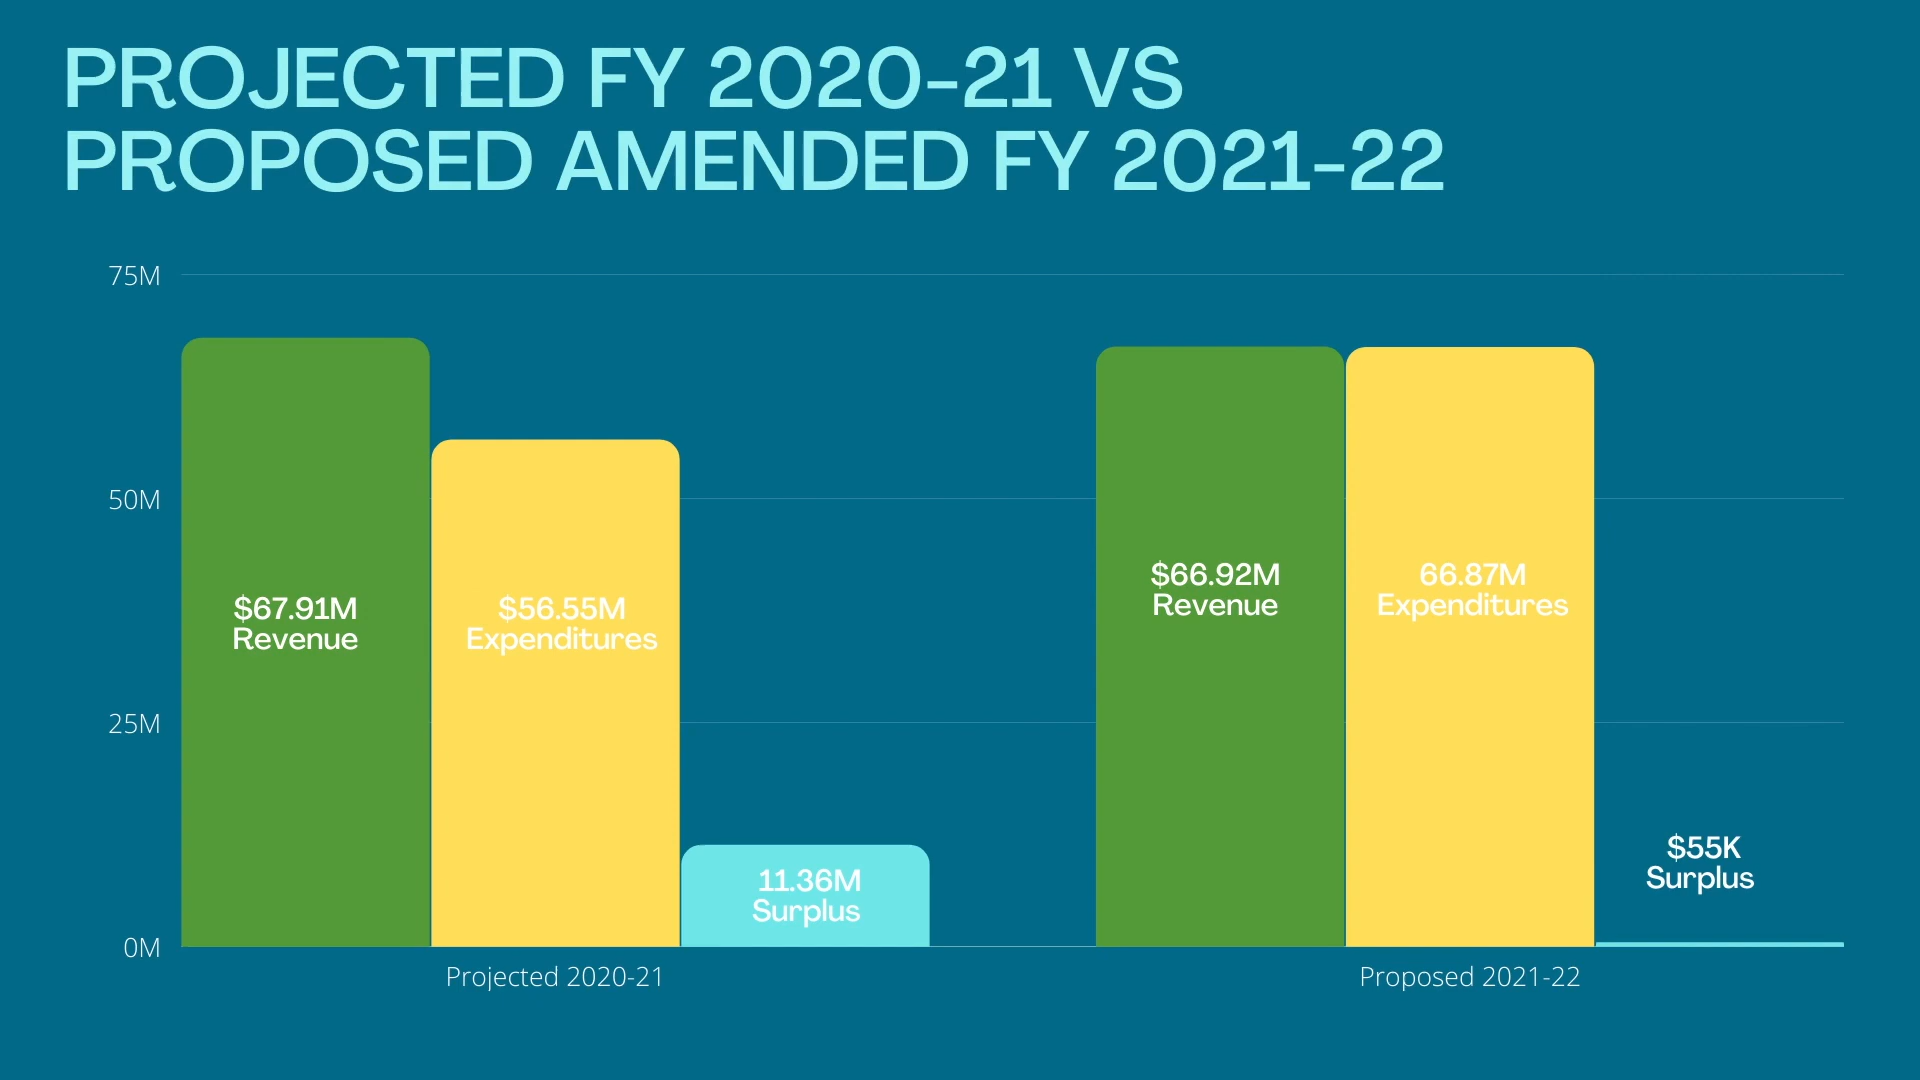 PROJECTED FY 2020-21 VS
PROPOSED AMENDED FY 2021-22
75M
50M
25M
0M
$67.91M
Revenue
$56.55M
Expenditures
11.36M
Surplus
$66.92M
Revenue
66.87M
Expenditures
$55K
Surplus
Projected 2020-21
Proposed 2021-22